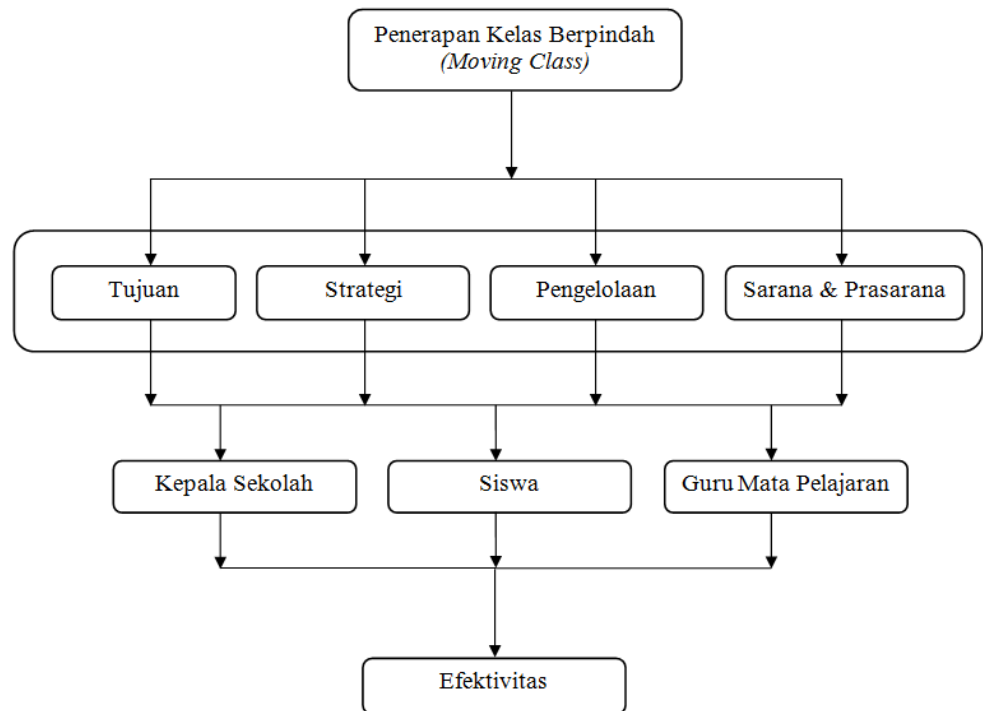 Penerapan Kelas Berpindah
(Moving Class)
Tujuan
Strategi
Pengelolaan
Sarana & Prasarana
Kepala Sekolah
Siswa
Guru Mata Pelajaran
Efektivitas